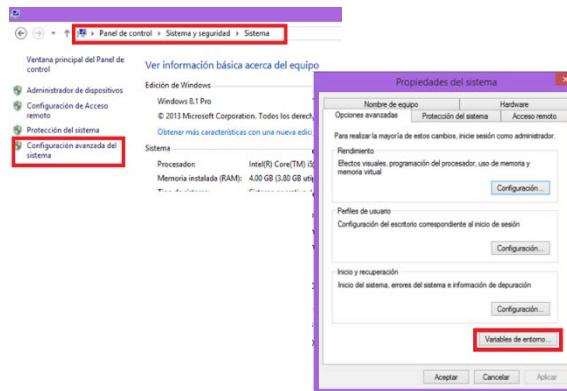 Panel de control › Sistema y seguridad › Sistema
Ventana principal del Panel de
control
Administrador de dispositivos
Configuración de Acceso
remoto
Protección del sistema
Configuración avanzada del
sistema
Ver información básica acerca del equipo
Edición de Windows
Windows 8.1 Pro
© 2013 Microsoft Corporation. Todos los derech
Obtener más características con una nueva edic
Sistema
Procesador: Intel(R) Core(TM) i5
Memoria instalada (RAM): 4,00 GB (3,80 GB uti
Propiedades del sistema
Nombre de equipo Hardware
Opciones avanzadas Protección del sistema Acceso remoto
Para realizar la mayoría de estos cambios, inicie sesión como administrador.
Rendimiento
Efectos visuales, programación del procesador, uso de memoria y
memoria virtual
Configuración...
Perfiles de usuario
Configuración del escritorio correspondiente al inicio de sesión
Configuración...
Inicio y recuperación
Inicio del sistema, errores del sistema e información de depuración
Configuración...
Variables de entorno...
Aceptar Cancelar Aplicar